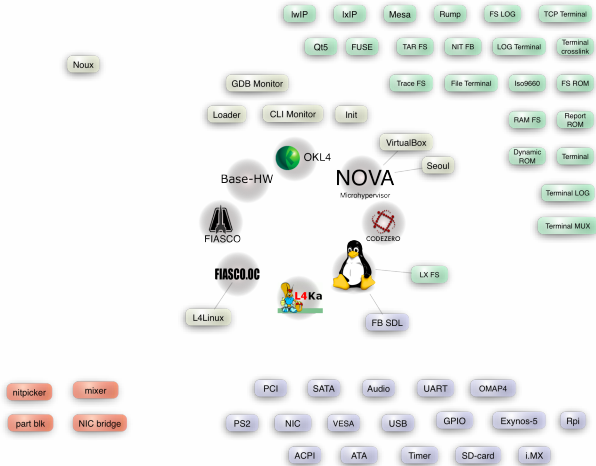 lwIP
lxIP
Mesa
Rump
FS LOG
TCP Terminal
Qt5
FUSE
TAR FS
NIT FB
LOG Terminal
Terminal
crosslink
Noux
GDB Monitor
Trace FS
File Terminal
Iso9660
FS ROM
Loader
CLI Monitor
Init
RAM FS
Report
ROM
VirtualBox
OKL4
Dynamic
ROM
Terminal
Seoul
Base-HW
NOVA
Microhypervisor
Terminal LOG
FIASCO
CODEZERO
Terminal MUX
FIASCO.OC
LX FS
L4Ka
L4Linux
FB SDL
nitpicker
mixer
PCI
SATA
Audio
UART
OMAP4
part blk
NIC bridge
PS2
NIC
VESA
USB
GPIO
Exynos-5
Rpi
ACPI
ATA
Timer
SD-card
i.MX